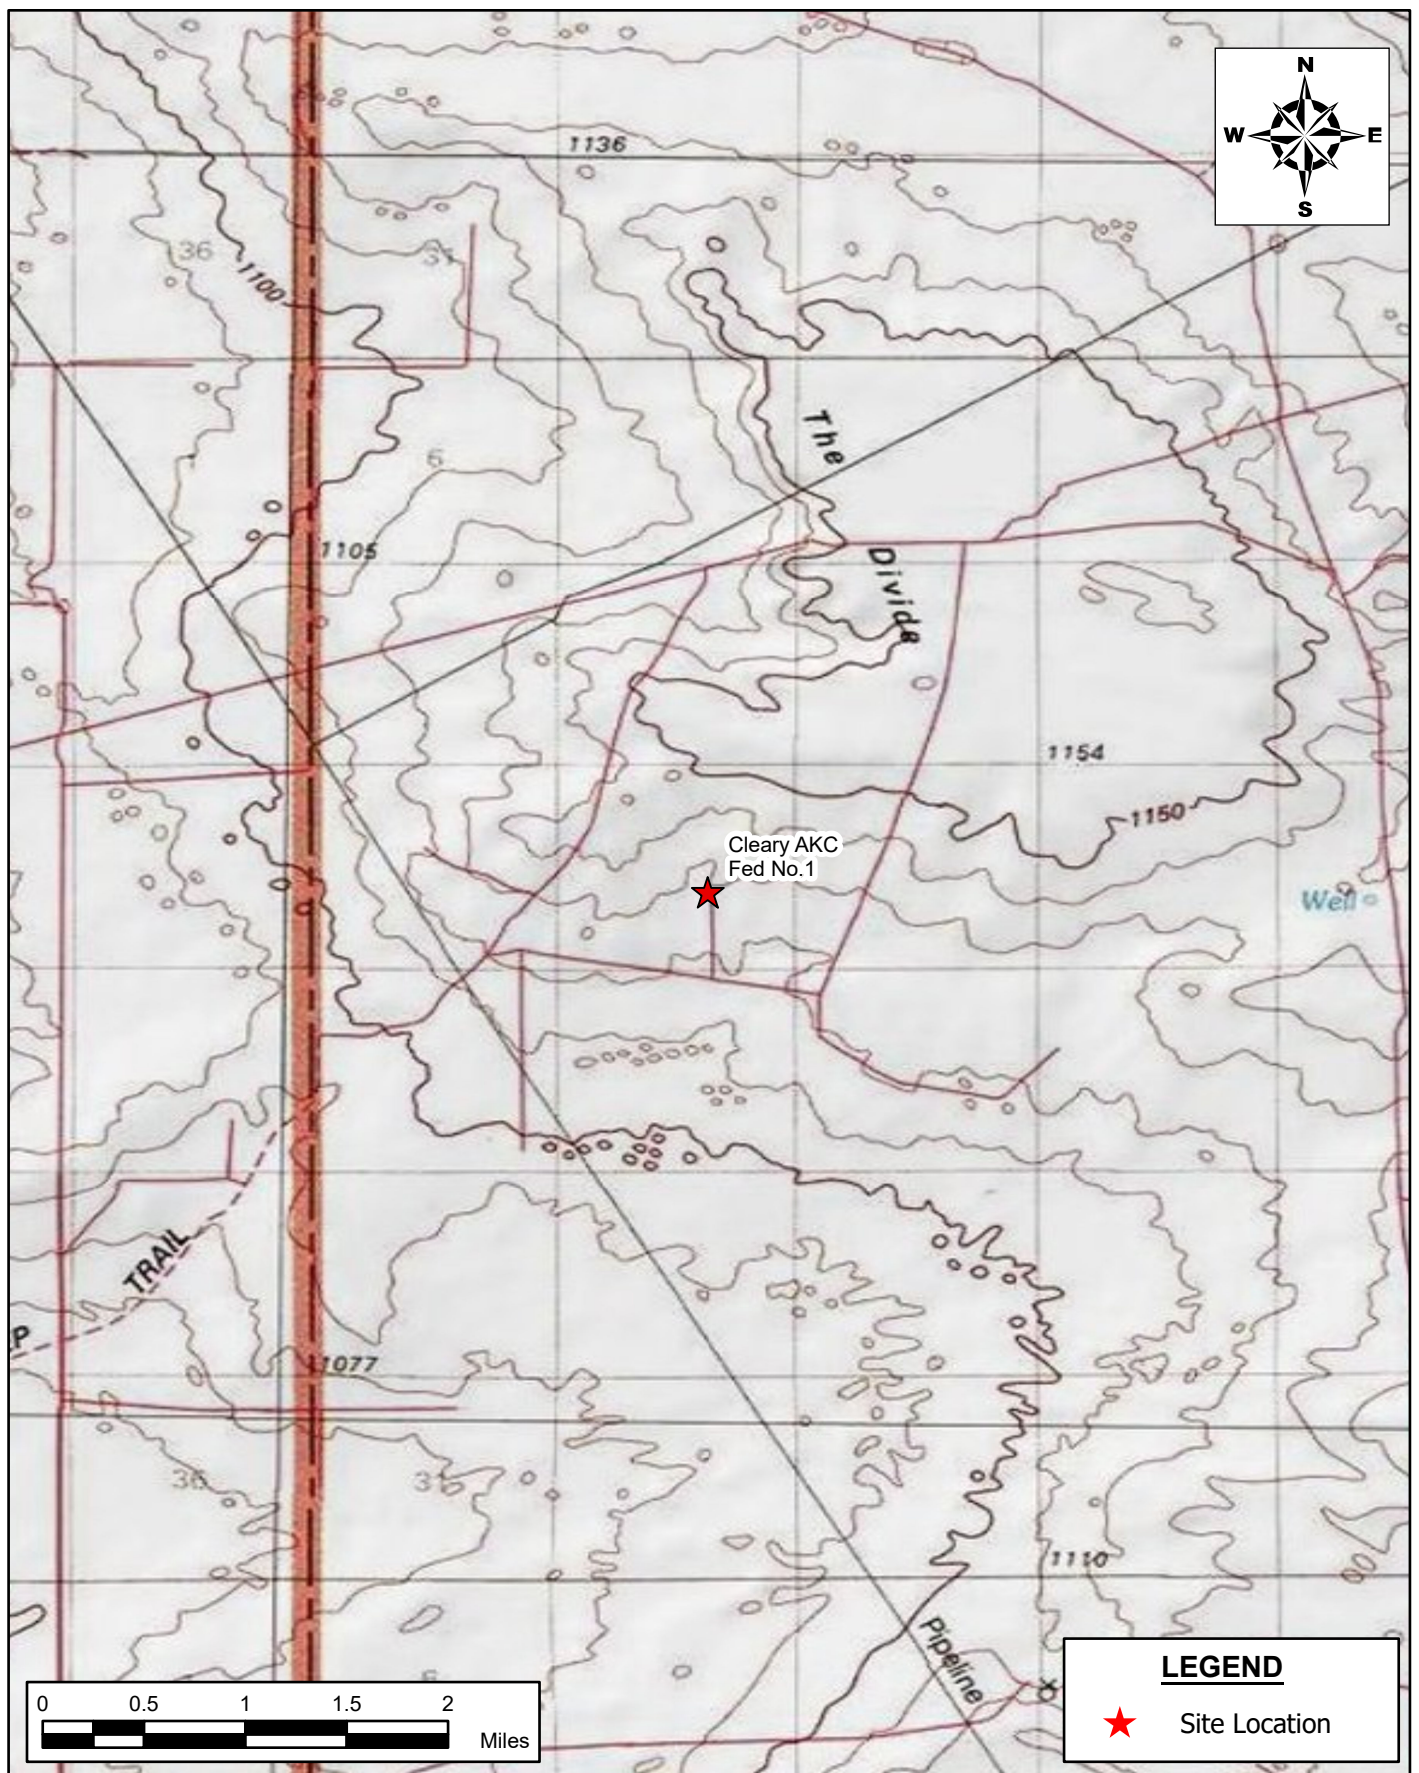 N
W E
S
1136
36
31
1100
The
6
1105
Divide
1154
1150
Cleary AKC
Fed No.1
Well
TRAIL
P
1077
36
31
1110
Pipeline
6
LEGEND
Site Location
0 0.5 1 1.5 2
Miles